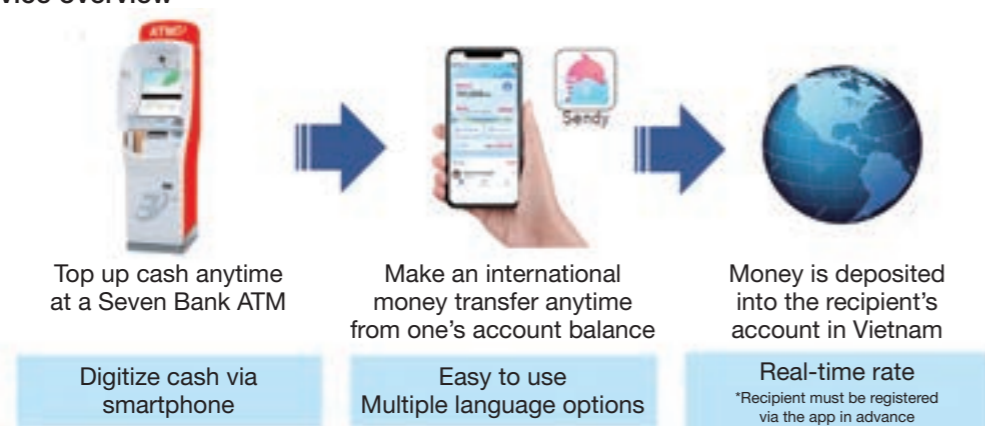 ATM
Sendy
Top up cash anytime
at a Seven Bank ATM
Make an international
money transfer anytime
from one's account balance
Money is deposited
into the recipient's
account in Vietnam
Digitize cash via
smartphone
Easy to use
Multiple language options
Real-time rate
*Recipient must be registered
via the app in advance